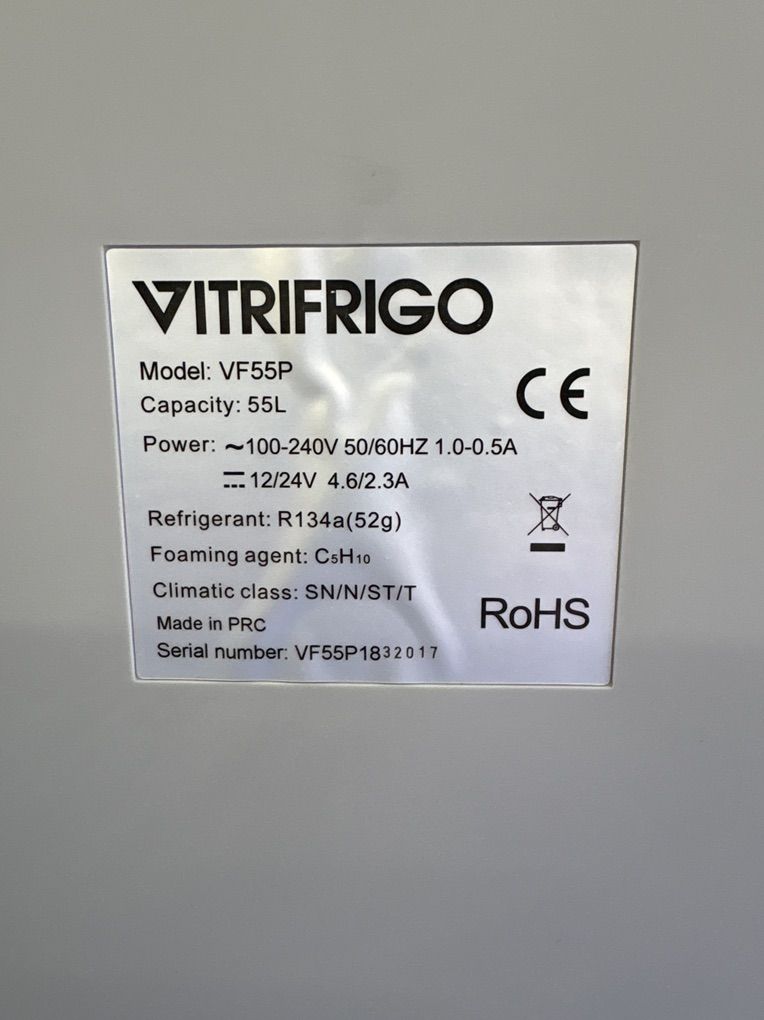 VITRIFRIGO
Model: VF55P
Capacity: 55L
CE
Power: ~100-240V 50/60HZ 1.0-0.5A
⎓12/24V 4.6/2.3A
Refrigerant: R134a(52g)
Foaming agent: C₅H₁₀
Climatic class: SN/N/ST/T
RoHS
Made in PRC
Serial number: VF55P1832017